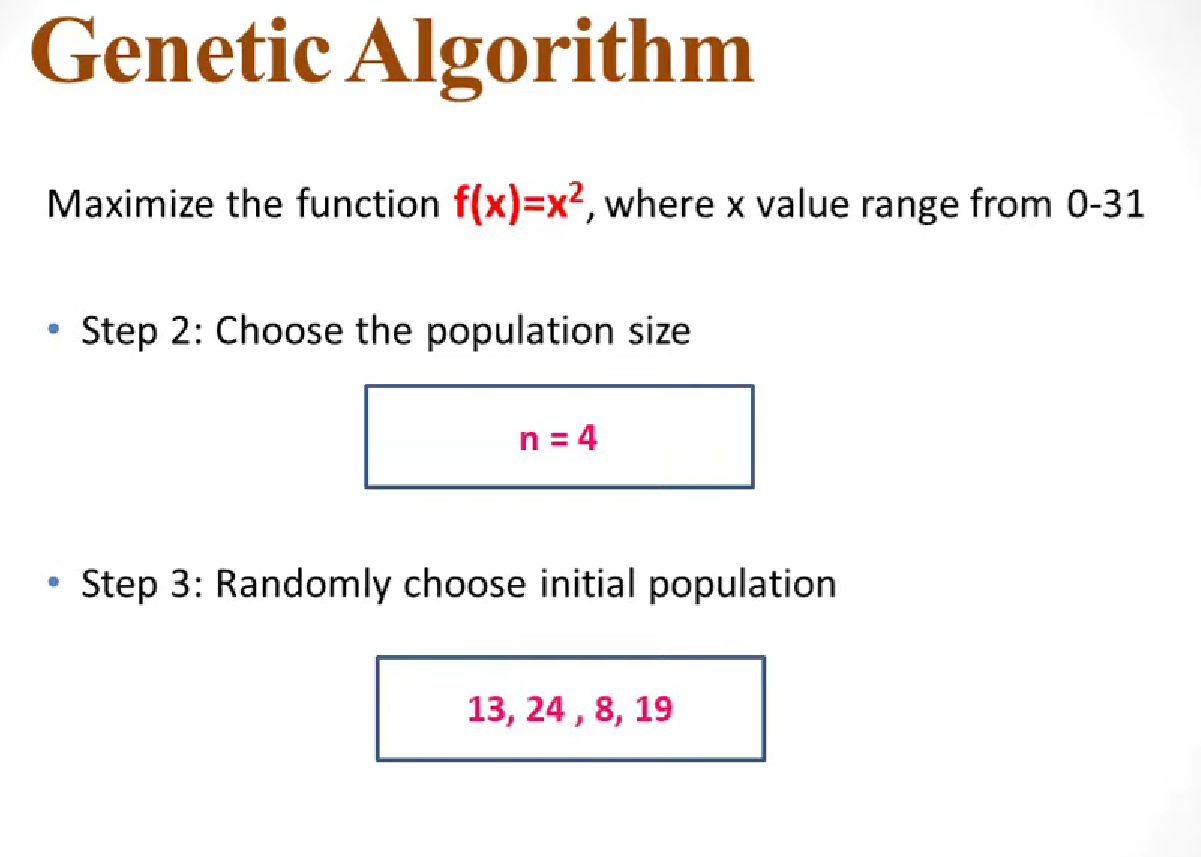 Genetic Algorithm
Maximize the function f(x)=x², where x value range from 0-31
• Step 2: Choose the population size
n = 4
• Step 3: Randomly choose initial population
13, 24 , 8, 19